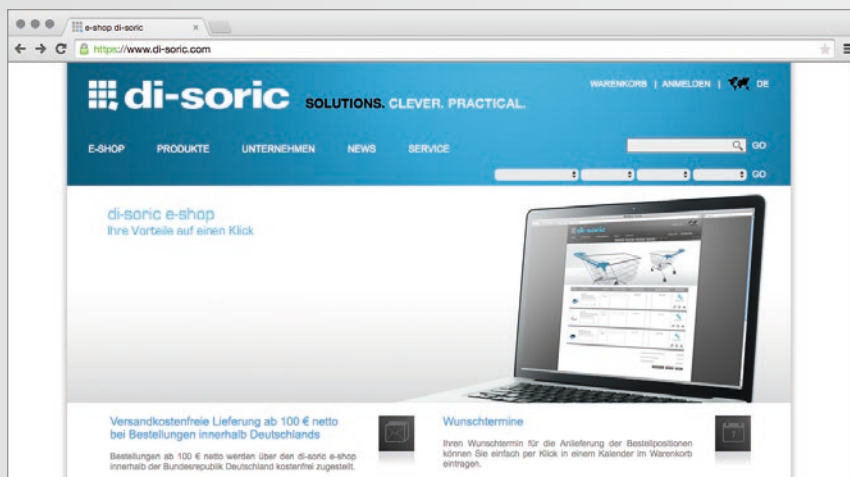 e-shop di-soric
https://www.di-soric.com
di-soric SOLUTIONS. CLEVER. PRACTICAL.
WARENKORB | ANMELDEN | DE
E-SHOP PRODUKTE UNTERNEHMEN NEWS SERVICE
GO
GO
di-soric e-shop
Ihre Vorteile auf einen Klick
di-soric
Versandkostenfreie Lieferung ab 100 € netto
bei Bestellungen innerhalb Deutschlands
Bestellungen ab 100 € netto werden über den di-soric e-shop
innerhalb der Bundesrepublik Deutschland kostenfrei zugestellt.
Wunschtermine
Ihren Wunschtermin für die Anlieferung der Bestellpositionen
können Sie einfach per Klick in einem Kalender im Warenkorb
eintragen.